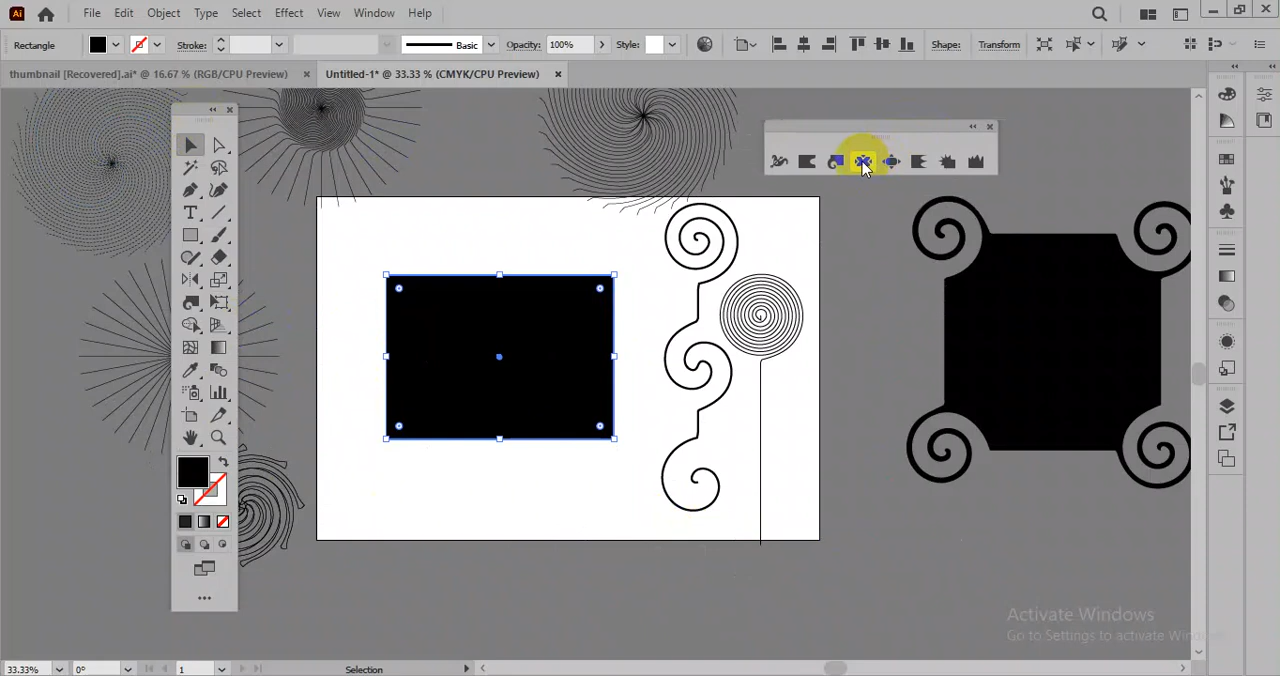 Ai File Edit Object Type Select Effect View Window Help
Rectangle Stroke: Basic Opacity: 100% Style: Shape: Transform
thumbnail [Recovered].ai* @ 16.67 % (RGB/CPU Preview) × Untitled-1* @ 33.33 % (CMYK/CPU Preview) ×
T
Activate Windows
Go to Settings to activate Windows
33.33% 0° 1 Selection